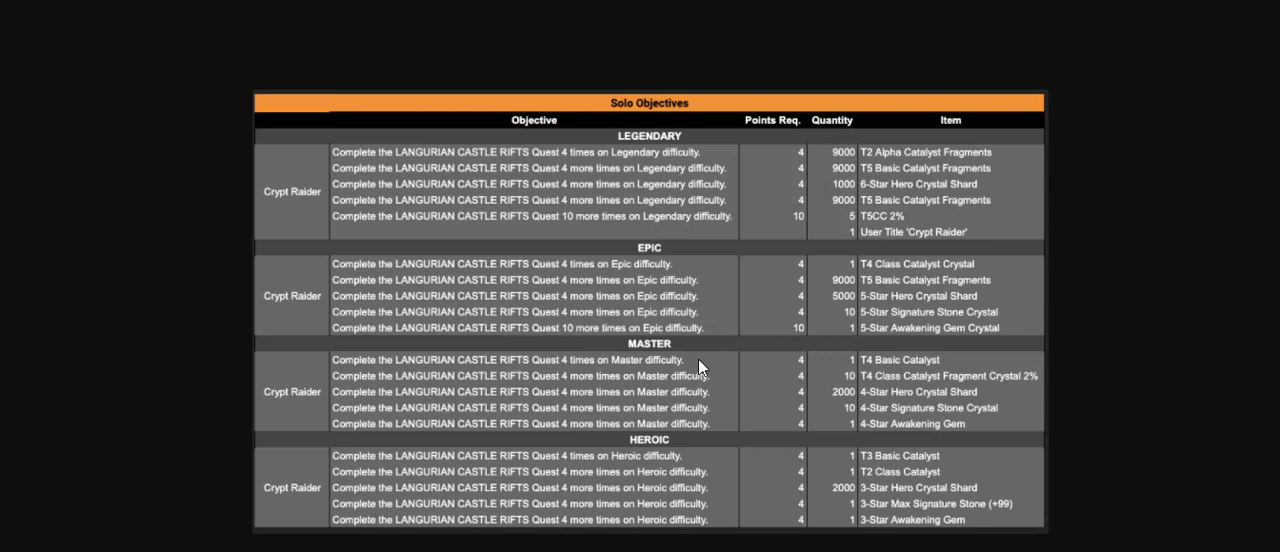 Solo Objectives
Objective Points Req. Quantity Item
LEGENDARY
Complete the LANGURIAN CASTLE RIFTS Quest 4 times on Legendary difficulty. 4 9000 T2 Alpha Catalyst Fragments
Complete the LANGURIAN CASTLE RIFTS Quest 4 more times on Legendary difficulty. 4 9000 T5 Basic Catalyst Fragments
Crypt Raider Complete the LANGURIAN CASTLE RIFTS Quest 4 more times on Legendary difficulty. 4 1000 6-Star Hero Crystal Shard
Complete the LANGURIAN CASTLE RIFTS Quest 4 more times on Legendary difficulty. 4 9000 T5 Basic Catalyst Fragments
Complete the LANGURIAN CASTLE RIFTS Quest 10 more times on Legendary difficulty. 10 5 T5CC 2%
1 User Title 'Crypt Raider'
EPIC
Complete the LANGURIAN CASTLE RIFTS Quest 4 times on Epic difficulty. 4 1 T4 Class Catalyst Crystal
Complete the LANGURIAN CASTLE RIFTS Quest 4 more times on Epic difficulty. 4 9000 T5 Basic Catalyst Fragments
Crypt Raider Complete the LANGURIAN CASTLE RIFTS Quest 4 more times on Epic difficulty. 4 5000 5-Star Hero Crystal Shard
Complete the LANGURIAN CASTLE RIFTS Quest 4 more times on Epic difficulty. 4 10 5-Star Signature Stone Crystal
Complete the LANGURIAN CASTLE RIFTS Quest 10 more times on Epic difficulty. 10 1 5-Star Awakening Gem Crystal
MASTER
Complete the LANGURIAN CASTLE RIFTS Quest 4 times on Master difficulty. 4 1 T4 Basic Catalyst
Complete the LANGURIAN CASTLE RIFTS Quest 4 more times on Master difficulty. 4 10 T4 Class Catalyst Fragment Crystal 2%
Crypt Raider Complete the LANGURIAN CASTLE RIFTS Quest 4 more times on Master difficulty. 4 2000 4-Star Hero Crystal Shard
Complete the LANGURIAN CASTLE RIFTS Quest 4 more times on Master difficulty. 4 10 4-Star Signature Stone Crystal
Complete the LANGURIAN CASTLE RIFTS Quest 4 more times on Master difficulty. 4 1 4-Star Awakening Gem
HEROIC
Complete the LANGURIAN CASTLE RIFTS Quest 4 times on Heroic difficulty. 4 1 T3 Basic Catalyst
Complete the LANGURIAN CASTLE RIFTS Quest 4 more times on Heroic difficulty. 4 1 T2 Class Catalyst
Crypt Raider Complete the LANGURIAN CASTLE RIFTS Quest 4 more times on Heroic difficulty. 4 2000 3-Star Hero Crystal Shard
Complete the LANGURIAN CASTLE RIFTS Quest 4 more times on Heroic difficulty. 4 1 3-Star Max Signature Stone (+99)
Complete the LANGURIAN CASTLE RIFTS Quest 4 more times on Heroic difficulty. 4 1 3-Star Awakening Gem